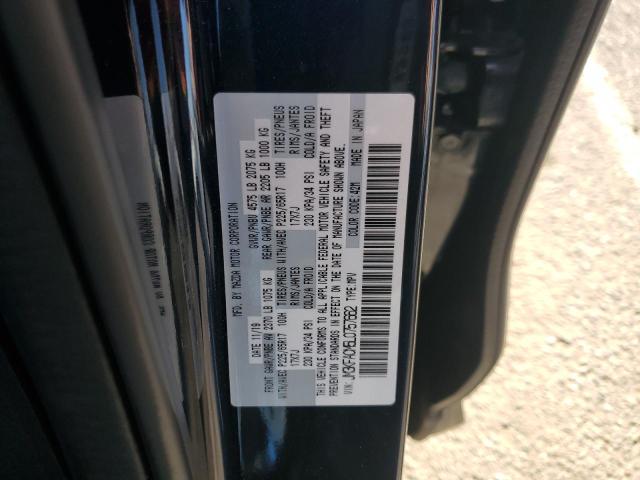 MFD. BY MAZDA MOTOR CORPORATION
DATE: 11/19 GVWR/PNBV 4575 LB 2075 KG
FRONT GAWR/PNBE AV 2370 LB 1075 KG REAR GAWR/PNBE AR 2205 LB 1000 KG
WITH/AVEC P225/65R17 100H TIRES/PNEUS WITH/AVEC P225/65R17 100H TIRES/PNEUS
17X7J RIMS/JANTES 17X7J RIMS/JANTES
230 KPA/34 PSI COLD/A FROID 230 KPA/34 PSI COLD/A FROID
THIS VEHICLE CONFORMS TO ALL APPLICABLE FEDERAL MOTOR VEHICLE SAFETY AND THEFT
PREVENTION STANDARDS IN EFFECT ON THE DATE OF MANUFACTURE SHOWN ABOVE.
VIN: JM3KFACM6L0757662 TYPE: MPV COLOR CODE: 42M MADE IN JAPAN